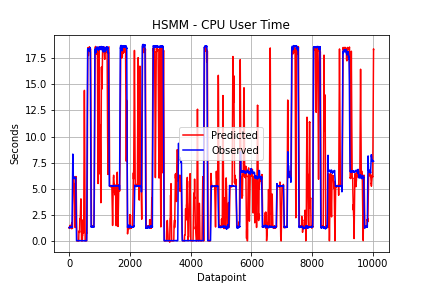 HSMM - CPU User Time
17.5
15.0
12.5
10.0
7.5
5.0
2.5
0.0
Seconds
Predicted
Observed
0 2000 4000 6000 8000 10000
Datapoint